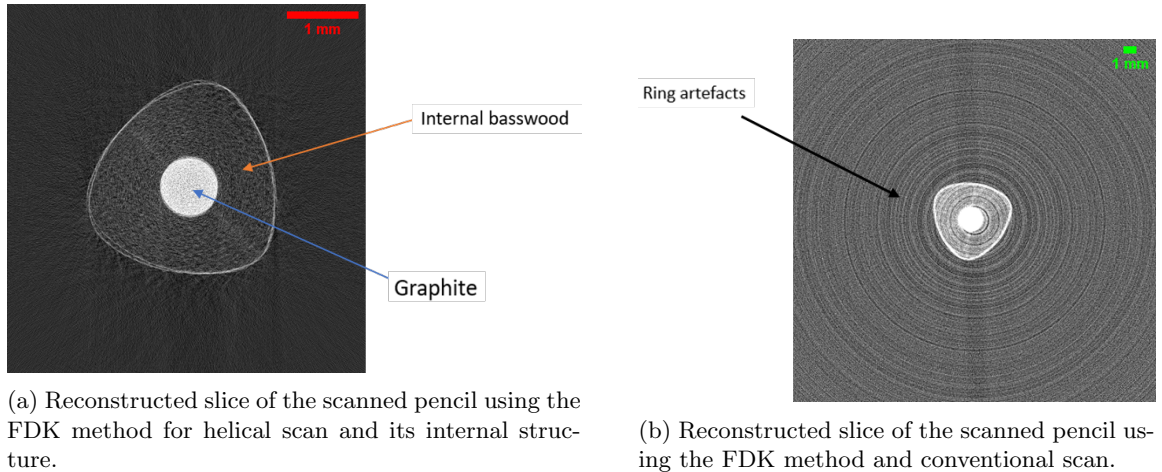 1 mm
Internal basswood
Graphite
(a) Reconstructed slice of the scanned pencil using the
FDK method for helical scan and its internal struc-
ture.
Ring artefacts
1 mm
(b) Reconstructed slice of the scanned pencil us-
ing the FDK method and conventional scan.